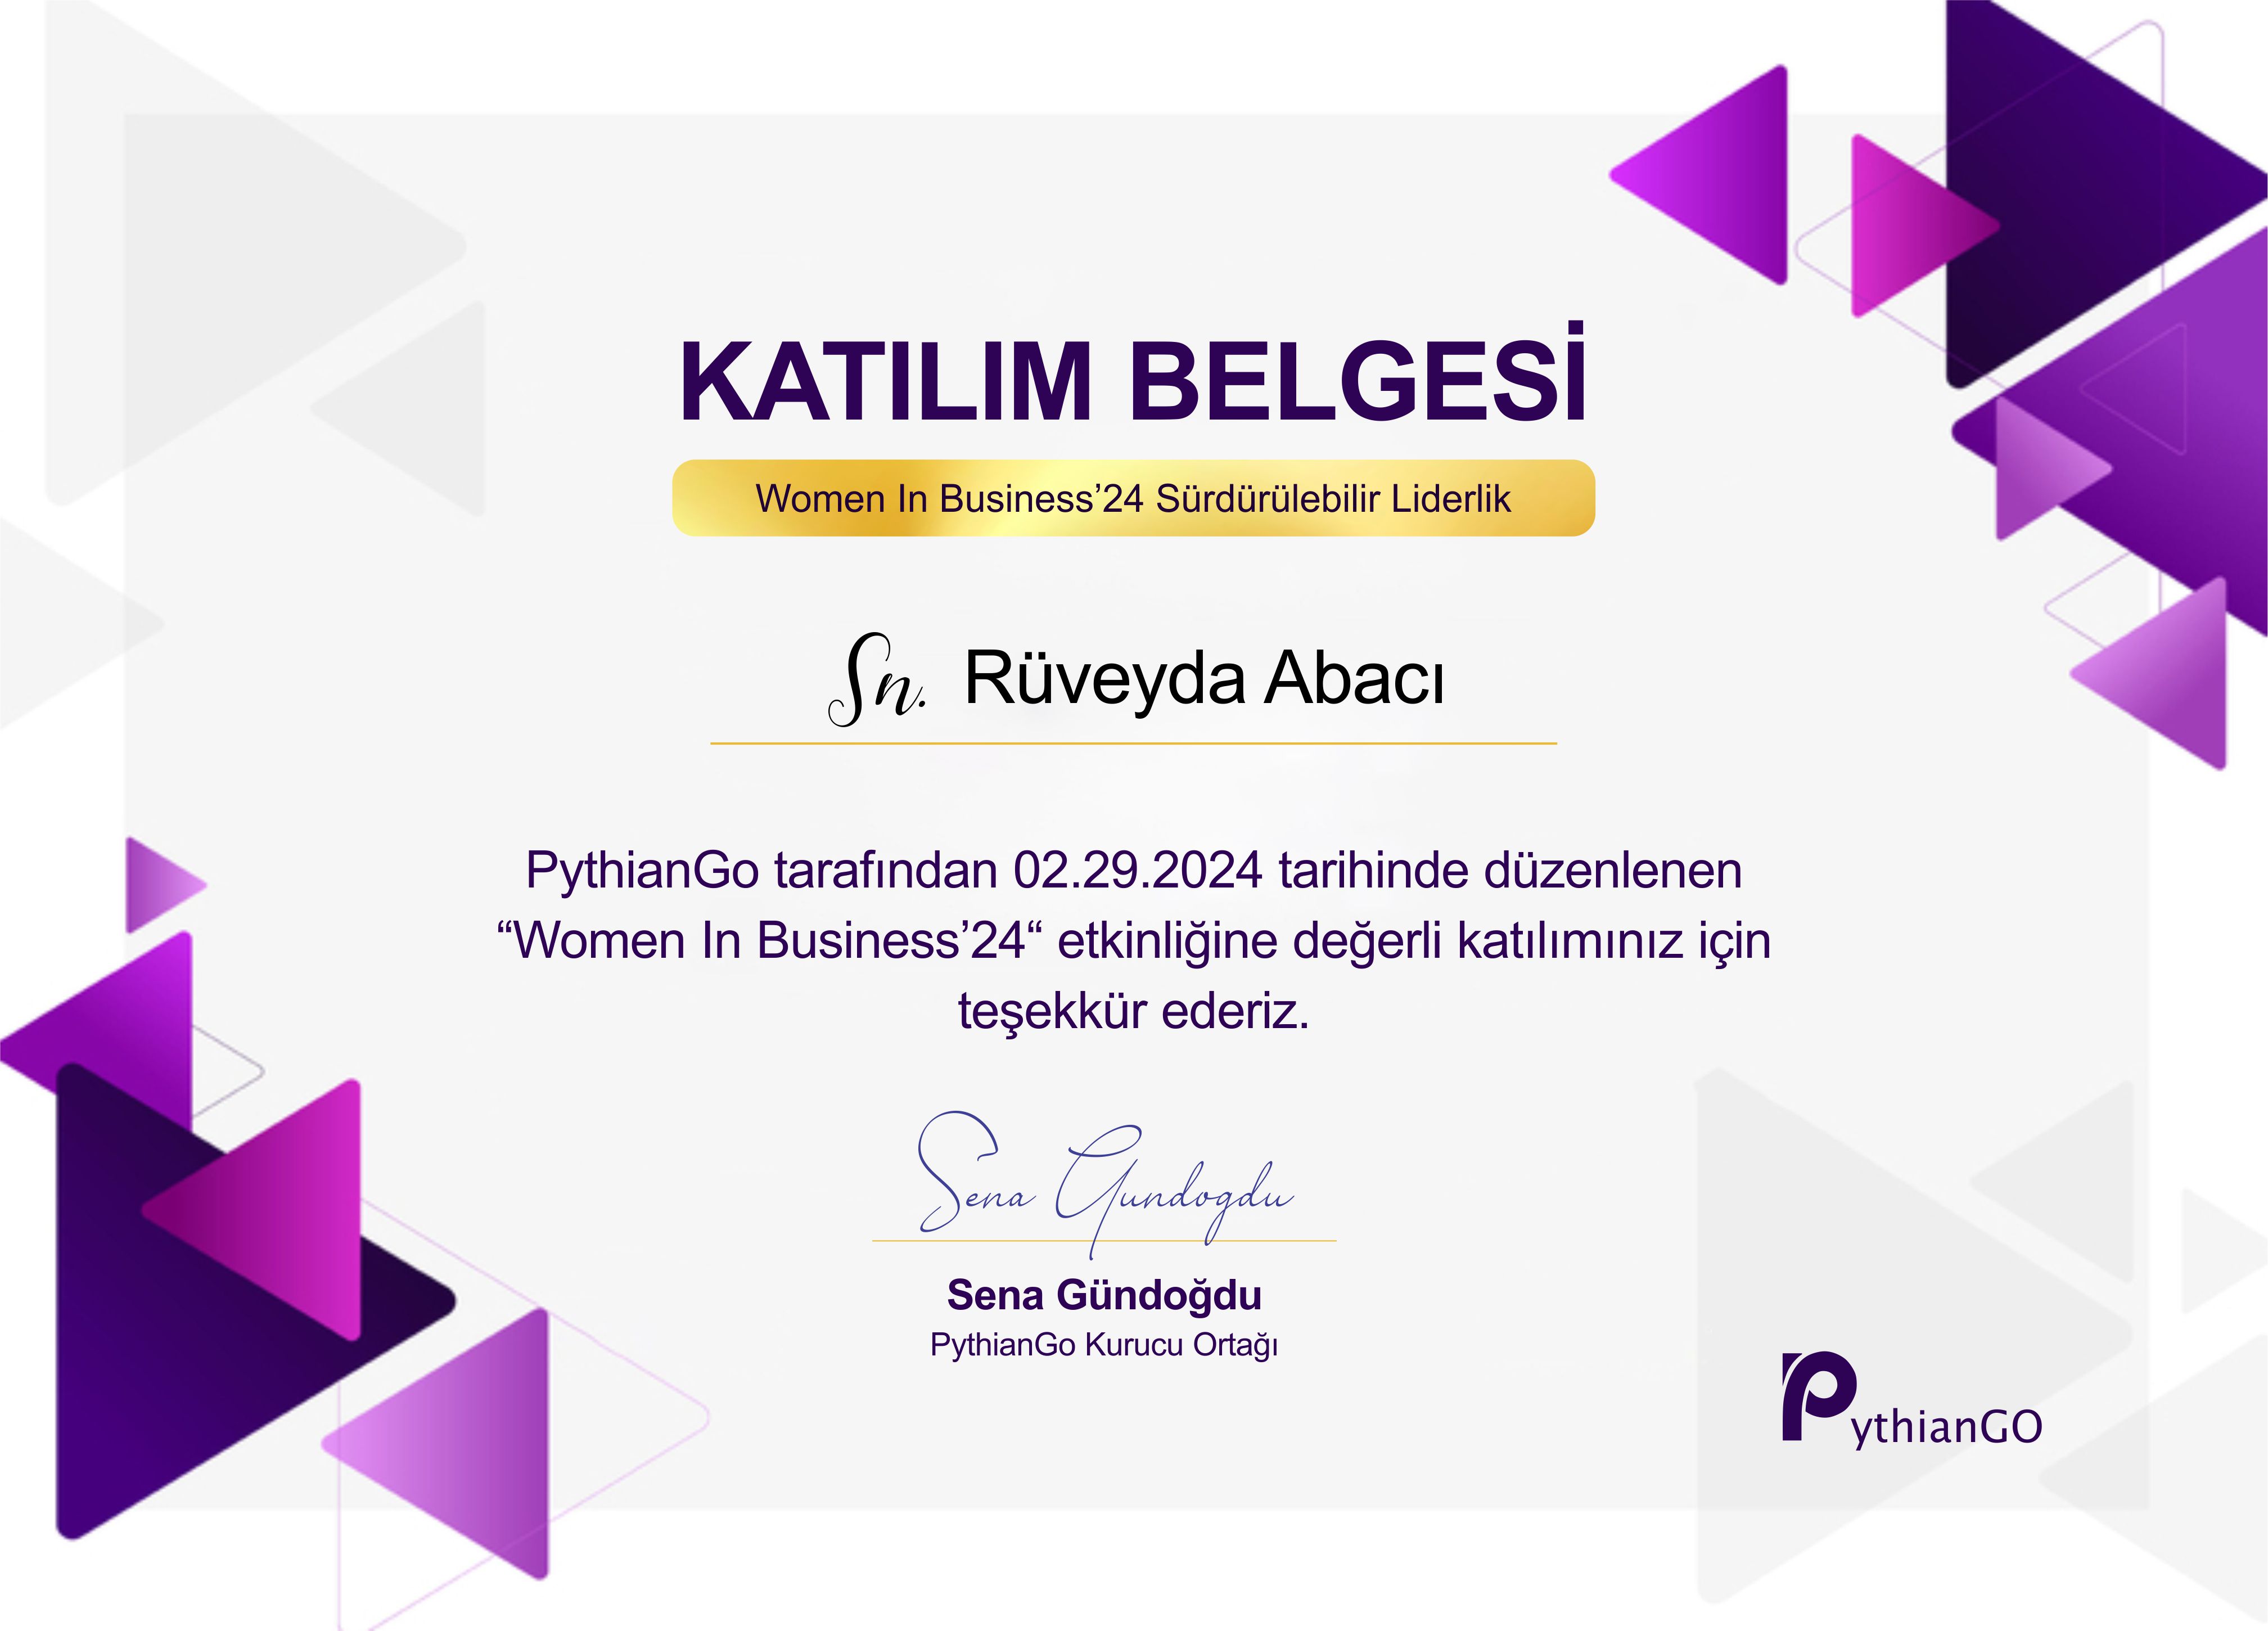 KATILIM BELGESİ
Women In Business’24 Sürdürülebilir Liderlik
Sn. Rüveyda Abacı
PythianGo tarafından 02.29.2024 tarihinde düzenlenen
“Women In Business’24“ etkinliğine değerli katılımınız için
teşekkür ederiz.
Sena Gundogdu
Sena Gündoğdu
PythianGo Kurucu Ortağı
PythianGO